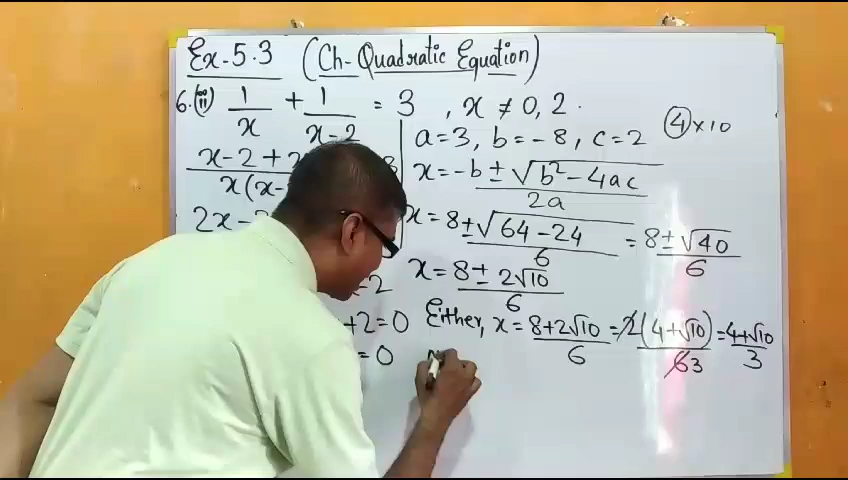 Ex-5.3 (Ch-Quadratic Equation)
6.(ii) 1/x + 1/(x-2) = 3 , x ≠ 0, 2.
x-2+
x(x-
2x-
-2
+2=0
=0
a=3, b=-8, c=2
④×10
x = -b ± √(b²-4ac) / 2a
x = 8 ± √(64-24) / 6 = 8 ± √40 / 6
x = 8 ± 2√10 / 6
Either, x = 8+2√10 / 6 = 2(4+√10) / 63 = 4+√10 / 3